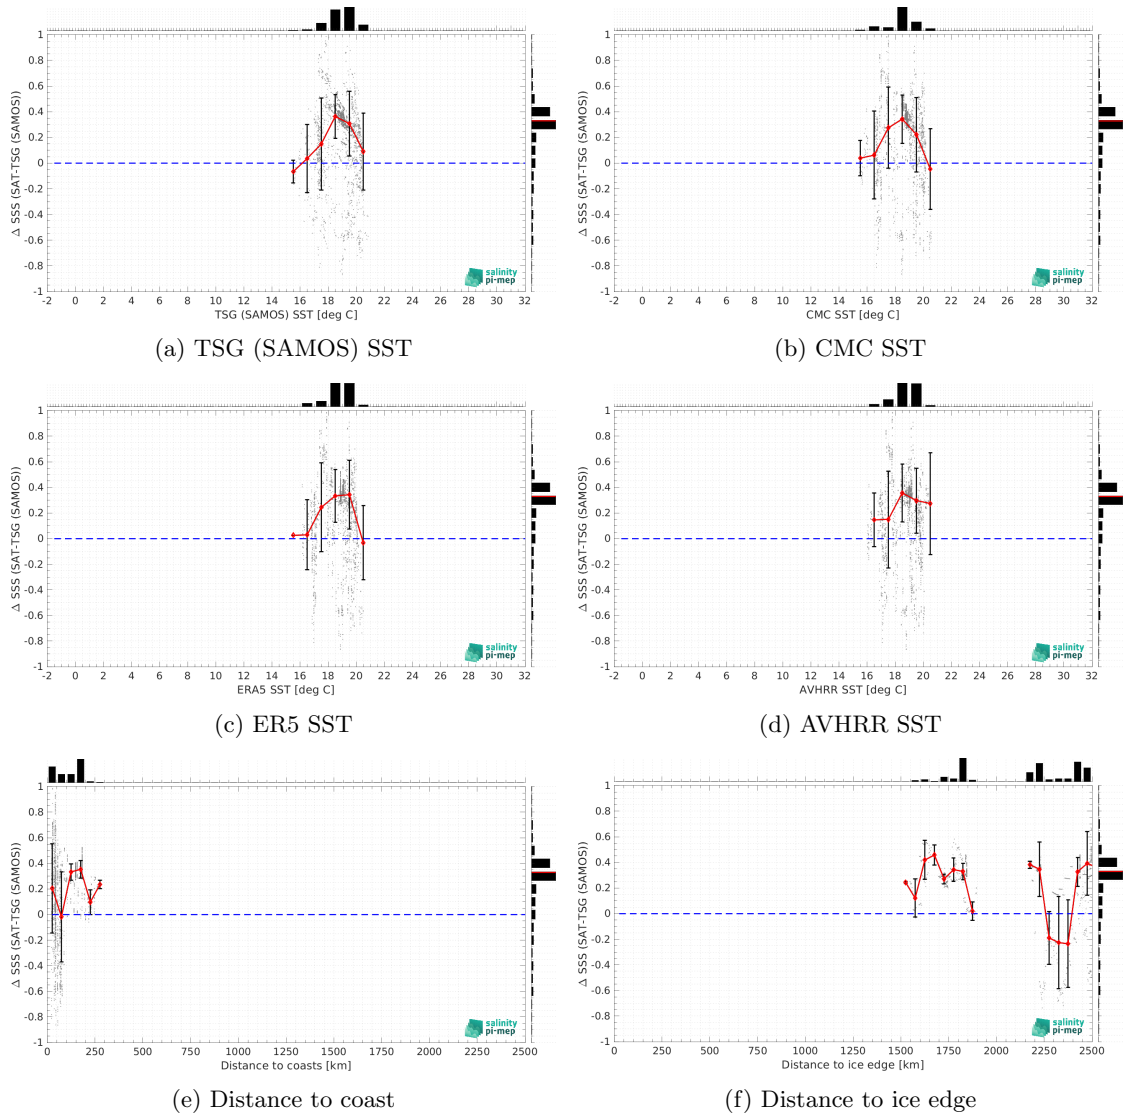 1
0.8
0.6
0.4
0.2
0
-0.2
-0.4
-0.6
-0.8
-1
Δ SSS (SAT-TSG (SAMOS))
salinity
pi-mep
-2 0 2 4 6 8 10 12 14 16 18 20 22 24 26 28 30 32
TSG (SAMOS) SST [deg C]
(a) TSG (SAMOS) SST
1
0.8
0.6
0.4
0.2
0
-0.2
-0.4
-0.6
-0.8
-1
Δ SSS (SAT-TSG (SAMOS))
salinity
pi-mep
-2 0 2 4 6 8 10 12 14 16 18 20 22 24 26 28 30 32
CMC SST [deg C]
(b) CMC SST
1
0.8
0.6
0.4
0.2
0
-0.2
-0.4
-0.6
-0.8
-1
Δ SSS (SAT-TSG (SAMOS))
salinity
pi-mep
-2 0 2 4 6 8 10 12 14 16 18 20 22 24 26 28 30 32
ERA5 SST [deg C]
(c) ER5 SST
1
0.8
0.6
0.4
0.2
0
-0.2
-0.4
-0.6
-0.8
-1
Δ SSS (SAT-TSG (SAMOS))
salinity
pi-mep
-2 0 2 4 6 8 10 12 14 16 18 20 22 24 26 28 30 32
AVHRR SST [deg C]
(d) AVHRR SST
1
0.8
0.6
0.4
0.2
0
-0.2
-0.4
-0.6
-0.8
-1
Δ SSS (SAT-TSG (SAMOS))
salinity
pi-mep
0 250 500 750 1000 1250 1500 1750 2000 2250 2500
Distance to coasts [km]
(e) Distance to coast
1
0.8
0.6
0.4
0.2
0
-0.2
-0.4
-0.6
-0.8
-1
Δ SSS (SAT-TSG (SAMOS))
salinity
pi-mep
0 250 500 750 1000 1250 1500 1750 2000 2250 2500
Distance to ice edge [km]
(f) Distance to ice edge